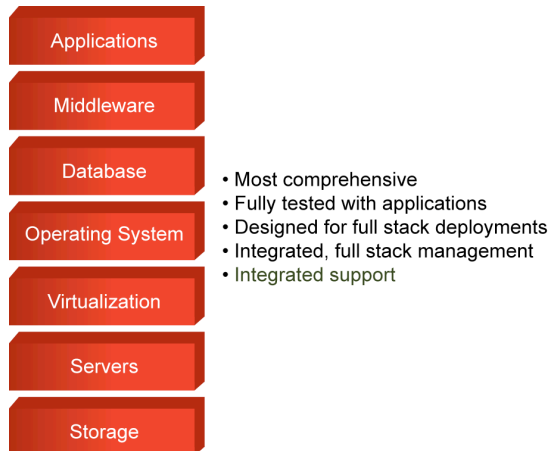 Applications
Middleware
Database
Operating System
Virtualization
Servers
Storage
• Most comprehensive
• Fully tested with applications
• Designed for full stack deployments
• Integrated, full stack management
• Integrated support